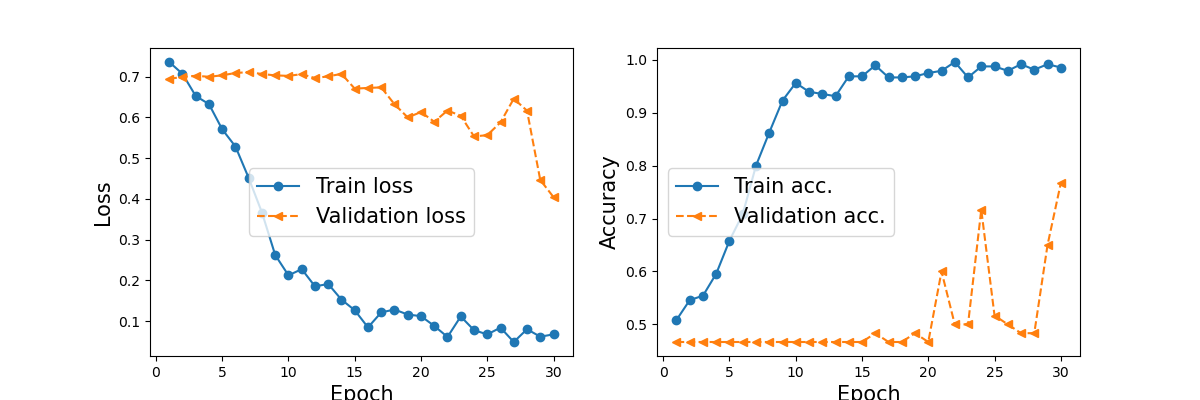 0.7
0.6
0.5
0.4
0.3
0.2
0.1
Loss
Train loss
Validation loss
0 5 10 15 20 25 30
Epoch
1.0
0.9
0.8
0.7
0.6
0.5
Accuracy
Train acc.
Validation acc.
0 5 10 15 20 25 30
Epoch